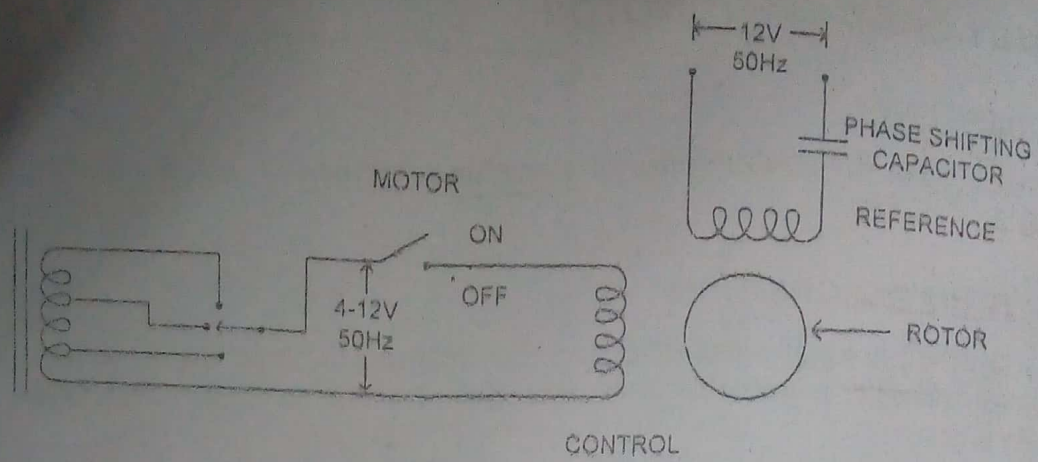 12V
50Hz
PHASE SHIFTING
CAPACITOR
MOTOR
REFERENCE
ON
OFF
4-12V
50Hz
ROTOR
CONTROL